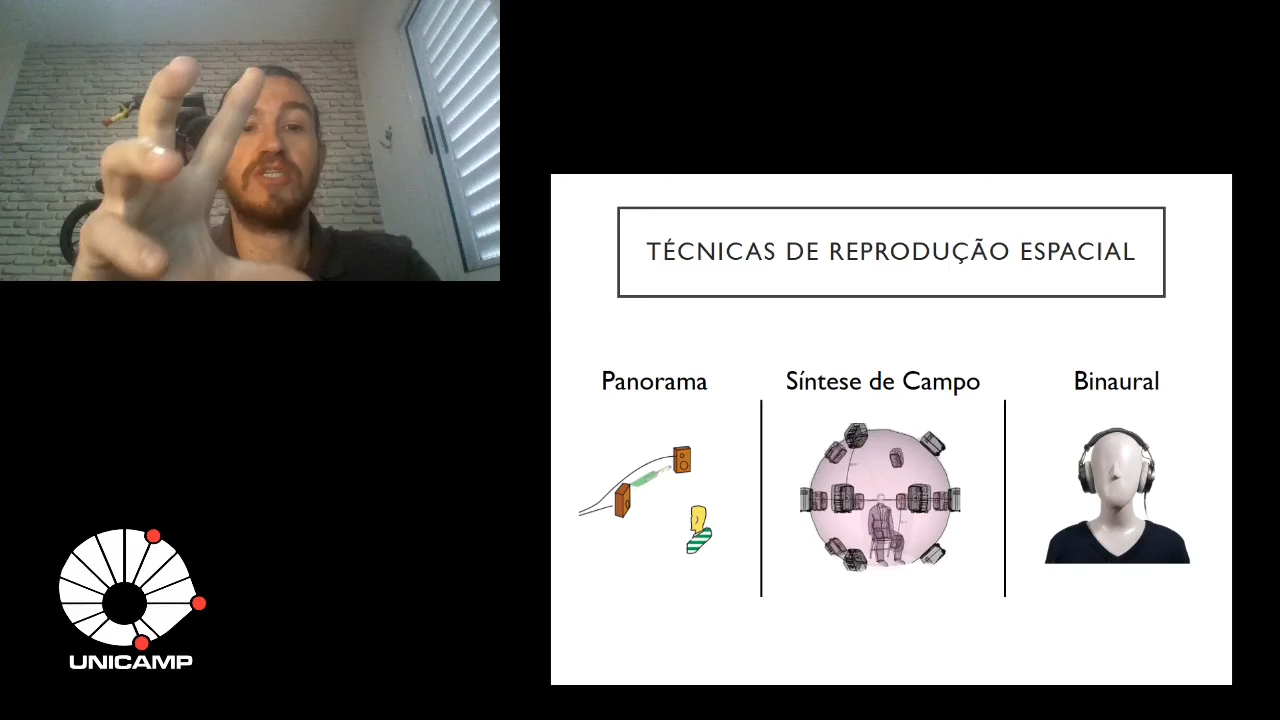 TÉCNICAS DE REPRODUÇÃO ESPACIAL
Panorama
Síntese de Campo
Binaural
UNICAMP